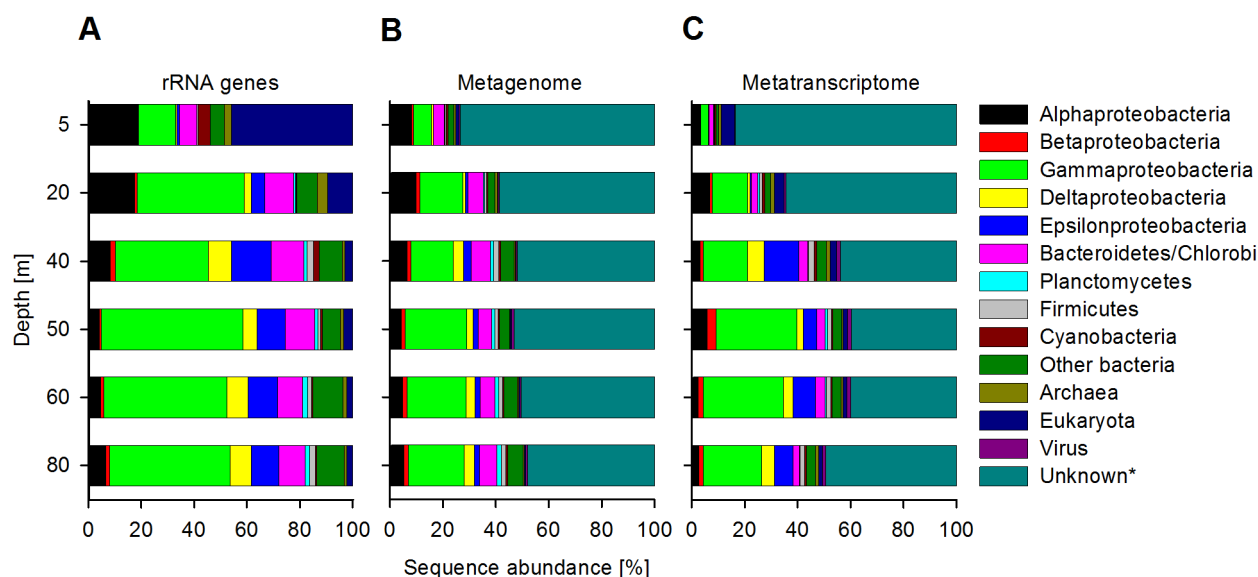 A
B
C
rRNA genes
Metagenome
Metatranscriptome
Depth [m]
5
20
40
50
60
80
0 20 40 60 80 100
0 20 40 60 80 100
0 20 40 60 80 100
Sequence abundance [%]
Alphaproteobacteria
Betaproteobacteria
Gammaproteobacteria
Deltaproteobacteria
Epsilonproteobacteria
Bacteroidetes/Chlorobi
Planctomycetes
Firmicutes
Cyanobacteria
Other bacteria
Archaea
Eukaryota
Virus
Unknown*